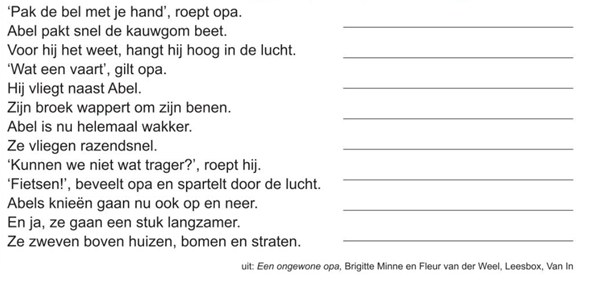 ‘Pak de bel met je hand’, roept opa.
Abel pakt snel de kauwgom beet.
Voor hij het weet, hangt hij hoog in de lucht.
‘Wat een vaart’, gilt opa.
Hij vliegt naast Abel.
Zijn broek wappert om zijn benen.
Abel is nu helemaal wakker.
Ze vliegen razendsnel.
‘Kunnen we niet wat trager?’, roept hij.
‘Fietsen!’, beveelt opa en spartelt door de lucht.
Abels knieën gaan nu ook op en neer.
En ja, ze gaan een stuk langzamer.
Ze zweven boven huizen, bomen en straten.
uit: Een ongewone opa, Brigitte Minne en Fleur van der Weel, Leesbox, Van In